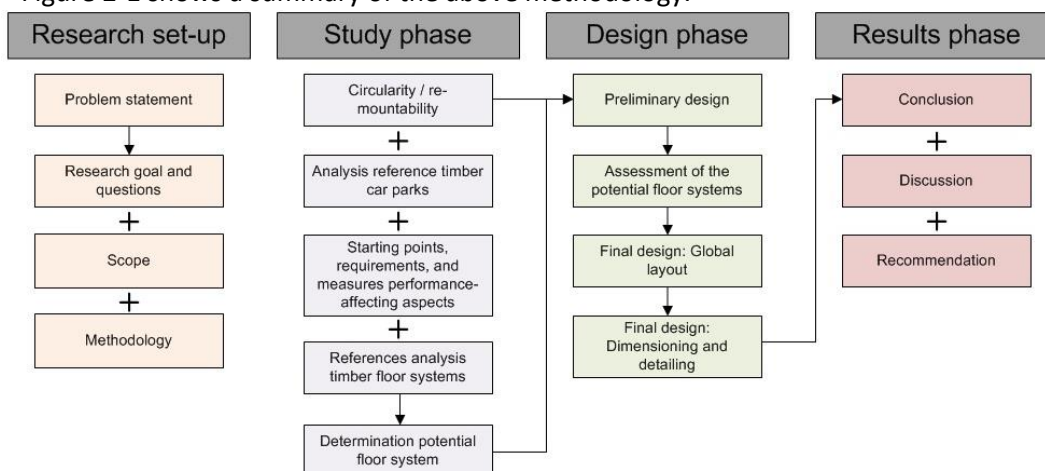 Figure 2-1 shows a summary of the above methodology.
Research set-up
Study phase
Design phase
Results phase
Problem statement
Research goal and
questions
+
Scope
+
Methodology
Circularity / re-
mountability
+
Analysis reference timber
car parks
+
Starting points,
requirements, and
measures performance-
affecting aspects
+
References analysis
timber floor systems
Determination potential
floor system
Preliminary design
Assessment of the
potential floor systems
Final design: Global
layout
Final design:
Dimensioning and
detailing
Conclusion
+
Discussion
+
Recommendation